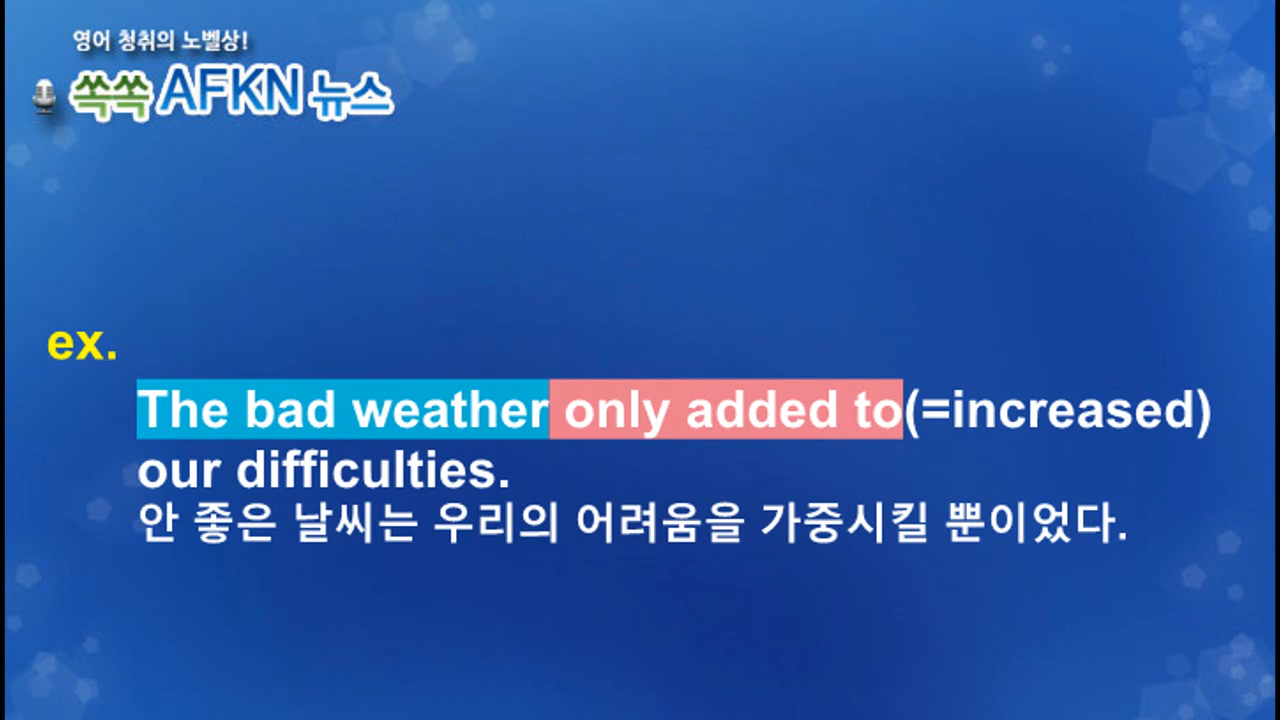 영어 청취의 노벨상!
쏙쏙 AFKN 뉴스
ex.
The bad weather only added to(=increased)
our difficulties.
안 좋은 날씨는 우리의 어려움을 가중시킬 뿐이었다.